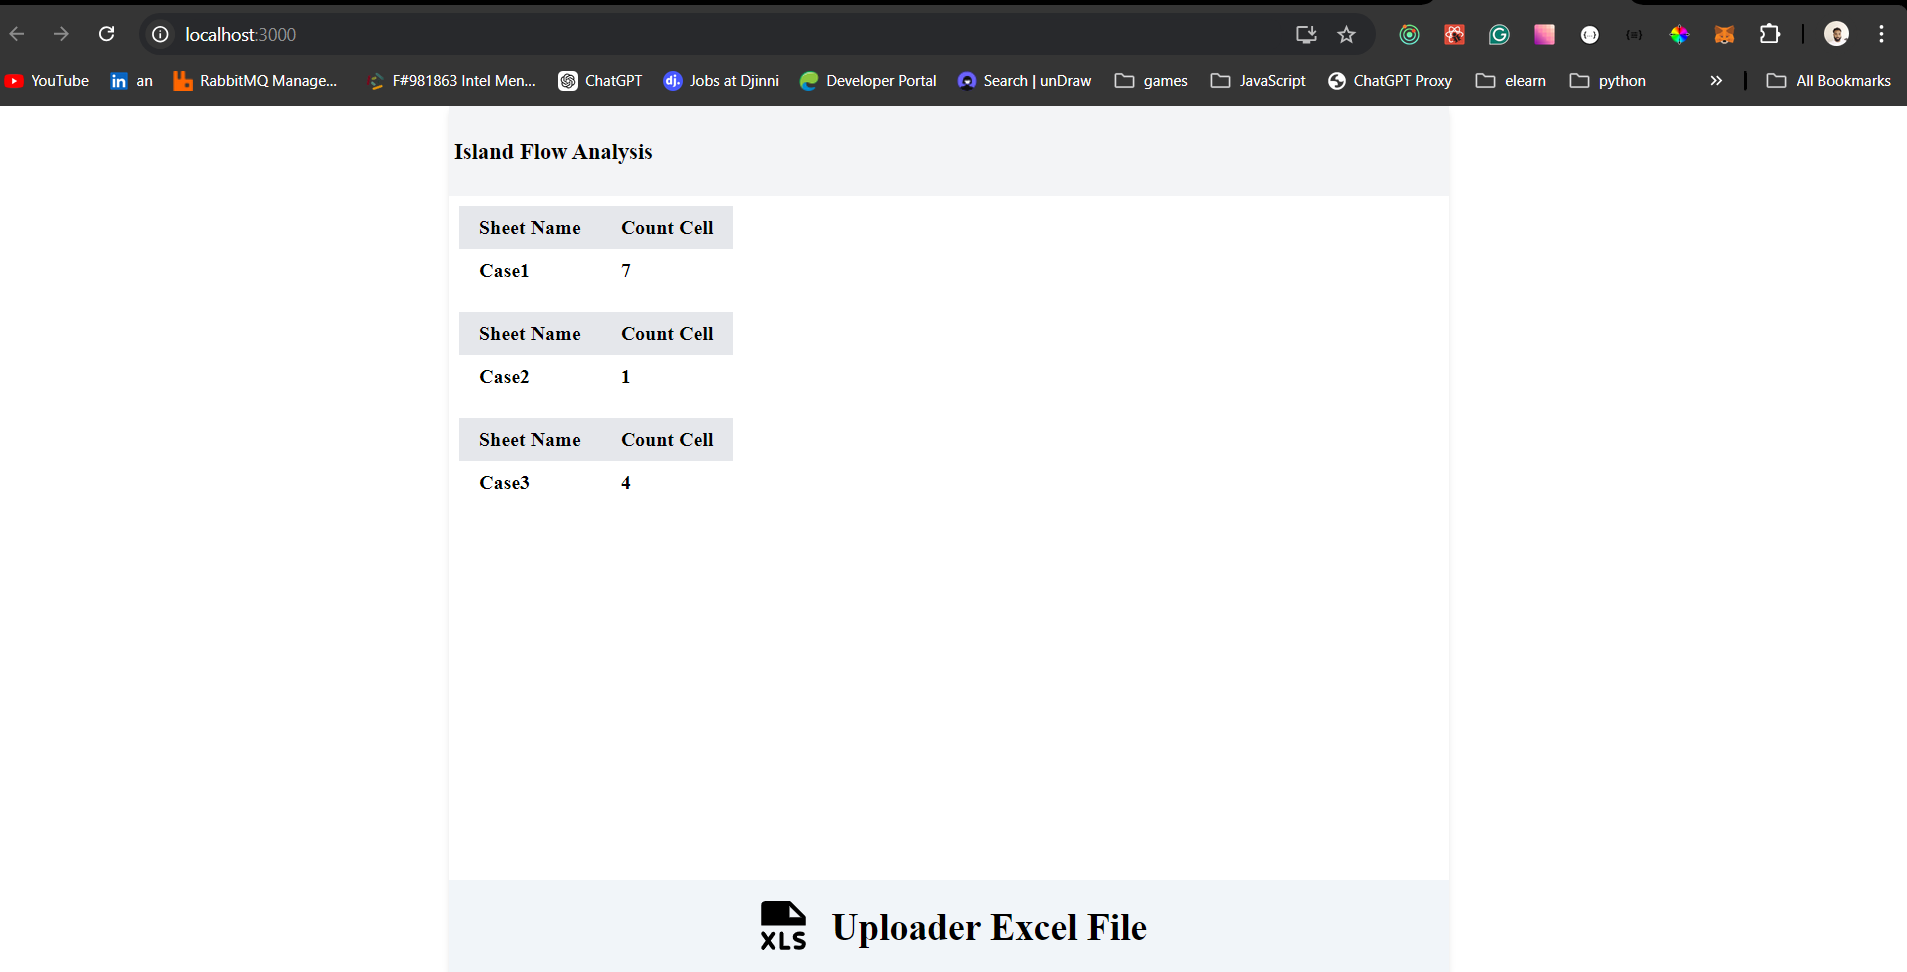 localhost:3000
YouTube in an RabbitMQ Manage... F#981863 Intel Men... ChatGPT dj. Jobs at Djinni Developer Portal Search | unDraw games JavaScript ChatGPT Proxy elearn python » All Bookmarks
Island Flow Analysis
Sheet Name Count Cell
Case1 7
Sheet Name Count Cell
Case2 1
Sheet Name Count Cell
Case3 4
XLS Uploader Excel File